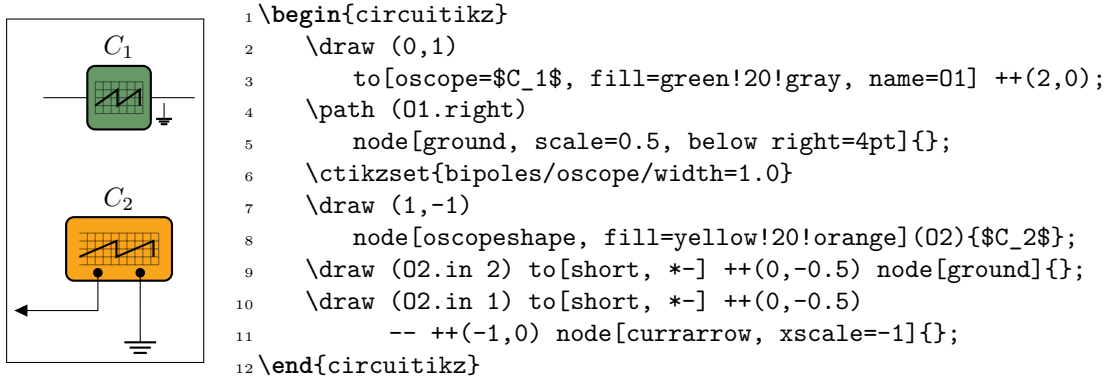 C_1
C_2
1 \begin{circuitikz}
2 \draw (0,1)
3 to[oscope=$C_1$, fill=green!20!gray, name=O1] ++(2,0);
4 \path (O1.right)
5 node[ground, scale=0.5, below right=4pt]{};
6 \ctikzset{bipoles/oscope/width=1.0}
7 \draw (1,-1)
8 node[oscopeshape, fill=yellow!20!orange](O2){$C_2$};
9 \draw (O2.in 2) to[short, *-] ++(0,-0.5) node[ground]{};
10 \draw (O2.in 1) to[short, *-] ++(0,-0.5)
11 -- ++(-1,0) node[currarrow, xscale=-1]{};
12 \end{circuitikz}